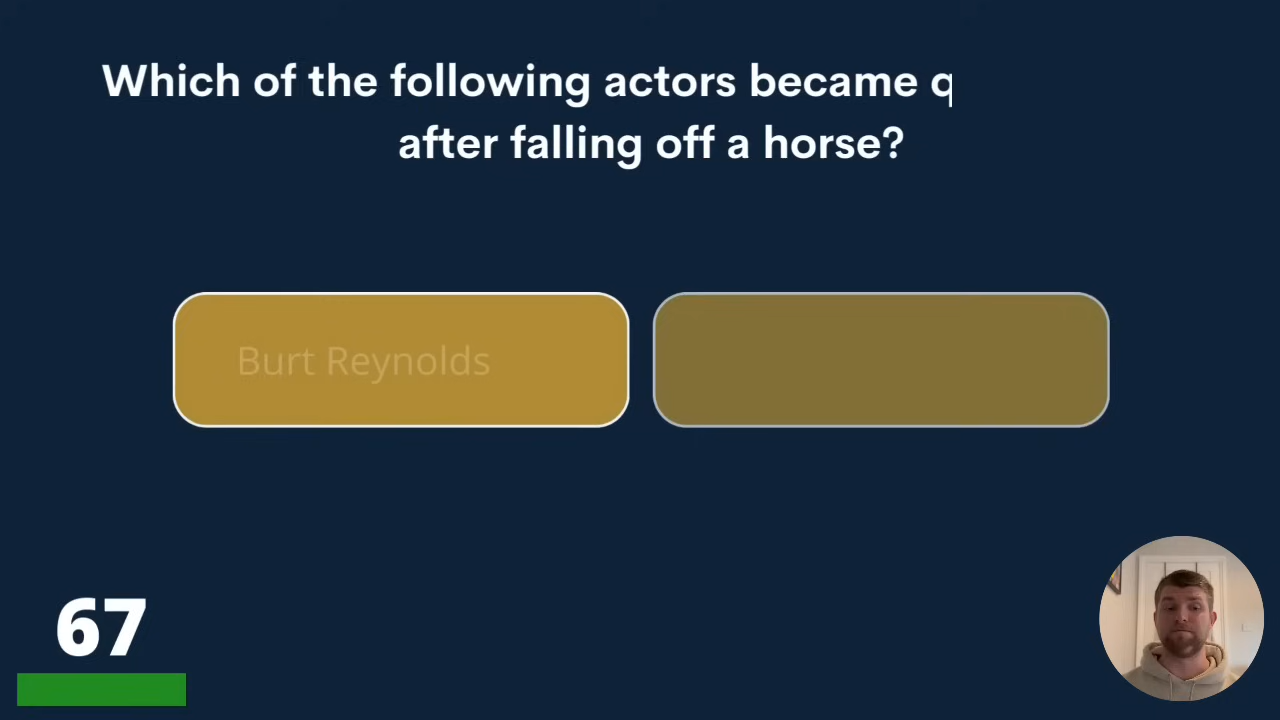 Which of the following actors became q
after falling off a horse?
Burt Reynolds
67